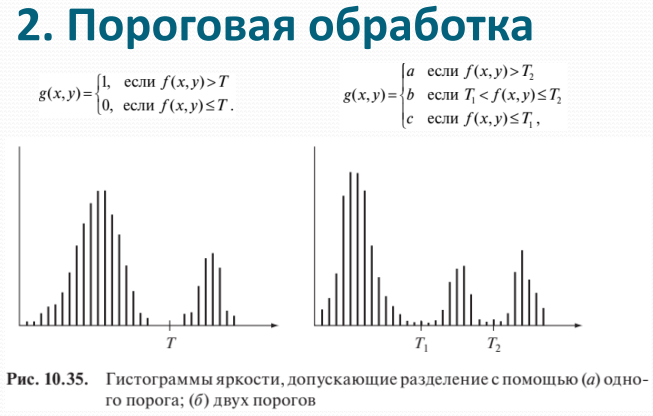 2. Пороговая обработка
g(x,y)={1, если f(x,y)>T
0, если f(x,y)≤T.
g(x,y)={a если f(x,y)>T₂
b если T₁<f(x,y)≤T₂
c если f(x,y)≤T₁,
T
T₁ T₂
Рис. 10.35. Гистограммы яркости, допускающие разделение с помощью (а) одно-
го порога; (б) двух порогов